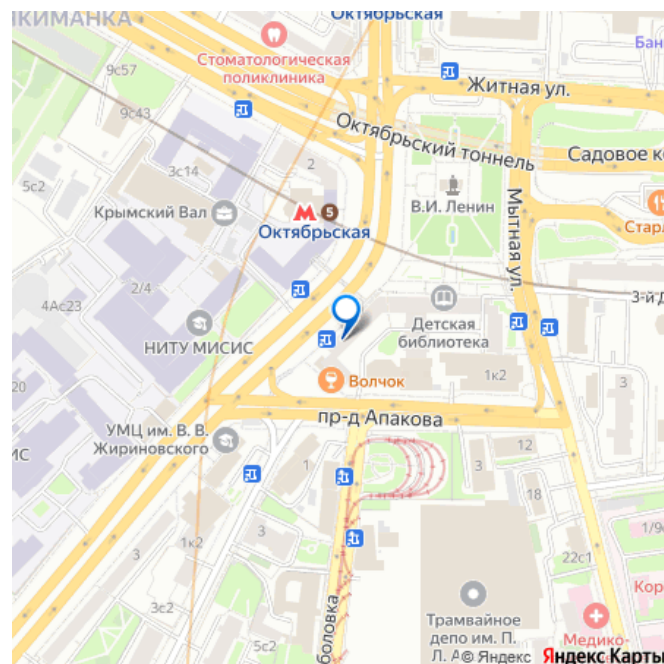 ЯКИМАНКА
Октябрьская
Бан
Стоматологическая
поликлиника
Житная ул.
9с57
9с43
Октябрьский тоннель
Садовое к
3с14
2
5с2
В.И. Ленин
Мытная ул.
Крымский Вал
5
Октябрьская
Стар
2/4
4Ас23
3-й Д
НИТУ МИСИС
Детская
библиотека
Волчок
1к2
3
20
пр-д Апакова
УМЦ им. В. В.
Жириновского
ИС
12
1
3
18
3
3
1к2
22с1
1/9
3с2
Кор
Трамвайное
депо им. П.
Л. А
Медико-
5с2
боловка
© Яндекс
Яндекс Карты